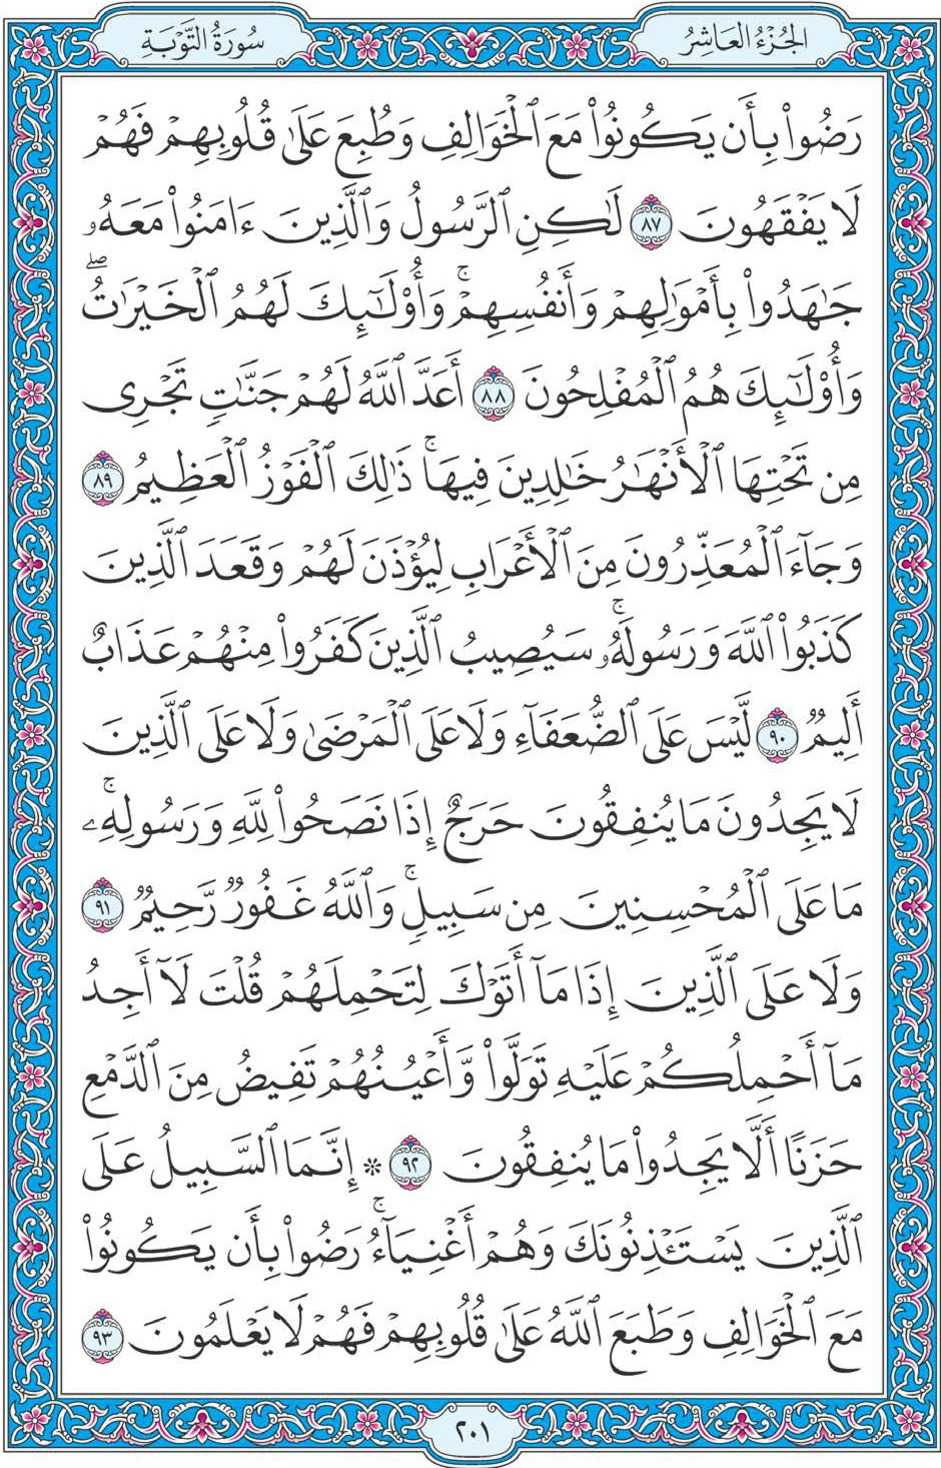 الجُزْءُ العَاشِرُ
سُورَةُ التَّوْبَةِ
رَضُوا۟ بِأَن يَكُونُوا۟ مَعَ ٱلْخَوَالِفِ وَطُبِعَ عَلَىٰ قُلُوبِهِمْ فَهُمْ
لَا يَفْقَهُونَ ٨٧ لَٰكِنِ ٱلرَّسُولُ وَٱلَّذِينَ ءَامَنُوا۟ مَعَهُۥ
جَٰهَدُوا۟ بِأَمْوَٰلِهِمْ وَأَنفُسِهِمْۚ وَأُو۟لَٰٓئِكَ لَهُمُ ٱلْخَيْرَٰتُۖ
وَأُو۟لَٰٓئِكَ هُمُ ٱلْمُفْلِحُونَ ٨٨ أَعَدَّ ٱللَّهُ لَهُمْ جَنَّٰتٍ تَجْرِى
مِن تَحْتِهَا ٱلْأَنْهَٰرُ خَٰلِدِينَ فِيهَاۚ ذَٰلِكَ ٱلْفَوْزُ ٱلْعَظِيمُ ٨٩
وَجَآءَ ٱلْمُعَذِّرُونَ مِنَ ٱلْأَعْرَابِ لِيُؤْذَنَ لَهُمْ وَقَعَدَ ٱلَّذِينَ
كَذَبُوا۟ ٱللَّهَ وَرَسُولَهُۥۚ سَيُصِيبُ ٱلَّذِينَ كَفَرُوا۟ مِنْهُمْ عَذَابٌ
أَلِيمٌ ٩٠ لَّيْسَ عَلَى ٱلضُّعَفَآءِ وَلَا عَلَى ٱلْمَرْضَىٰ وَلَا عَلَى ٱلَّذِينَ
لَا يَجِدُونَ مَا يُنفِقُونَ حَرَجٌ إِذَا نَصَحُوا۟ لِلَّهِ وَرَسُولِهِۦۚ
مَا عَلَى ٱلْمُحْسِنِينَ مِن سَبِيلٍۚ وَٱللَّهُ غَفُورٌ رَّحِيمٌ ٩١
وَلَا عَلَى ٱلَّذِينَ إِذَا مَآ أَتَوْكَ لِتَحْمِلَهُمْ قُلْتَ لَآ أَجِدُ
مَآ أَحْمِلُكُمْ عَلَيْهِ تَوَلَّوا۟ وَّأَعْيُنُهُمْ تَفِيضُ مِنَ ٱلدَّمْعِ
حَزَنًا أَلَّا يَجِدُوا۟ مَا يُنفِقُونَ ٩٢ ۞ إِنَّمَا ٱلسَّبِيلُ عَلَى
ٱلَّذِينَ يَسْتَـْٔذِنُونَكَ وَهُمْ أَغْنِيَآءُۚ رَضُوا۟ بِأَن يَكُونُوا۟
مَعَ ٱلْخَوَالِفِ وَطَبَعَ ٱللَّهُ عَلَىٰ قُلُوبِهِمْ فَهُمْ لَا يَعْلَمُونَ ٩٣
٢٠١